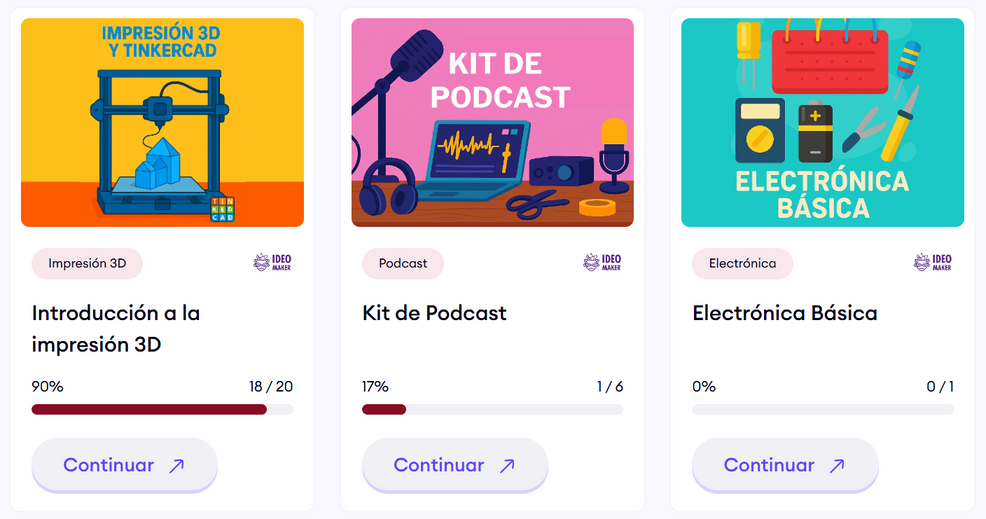 IMPRESIÓN 3D
Y TINKERCAD
TIN
KER
CAD
Impresión 3D
IDEO
MAKER
Introducción a la
impresión 3D
90%
18 / 20
Continuar
KIT DE
PODCAST
Podcast
IDEO
MAKER
Kit de Podcast
17%
1 / 6
Continuar
ELECTRÓNICA
BÁSICA
Electrónica
IDEO
MAKER
Electrónica Básica
0%
0 / 1
Continuar